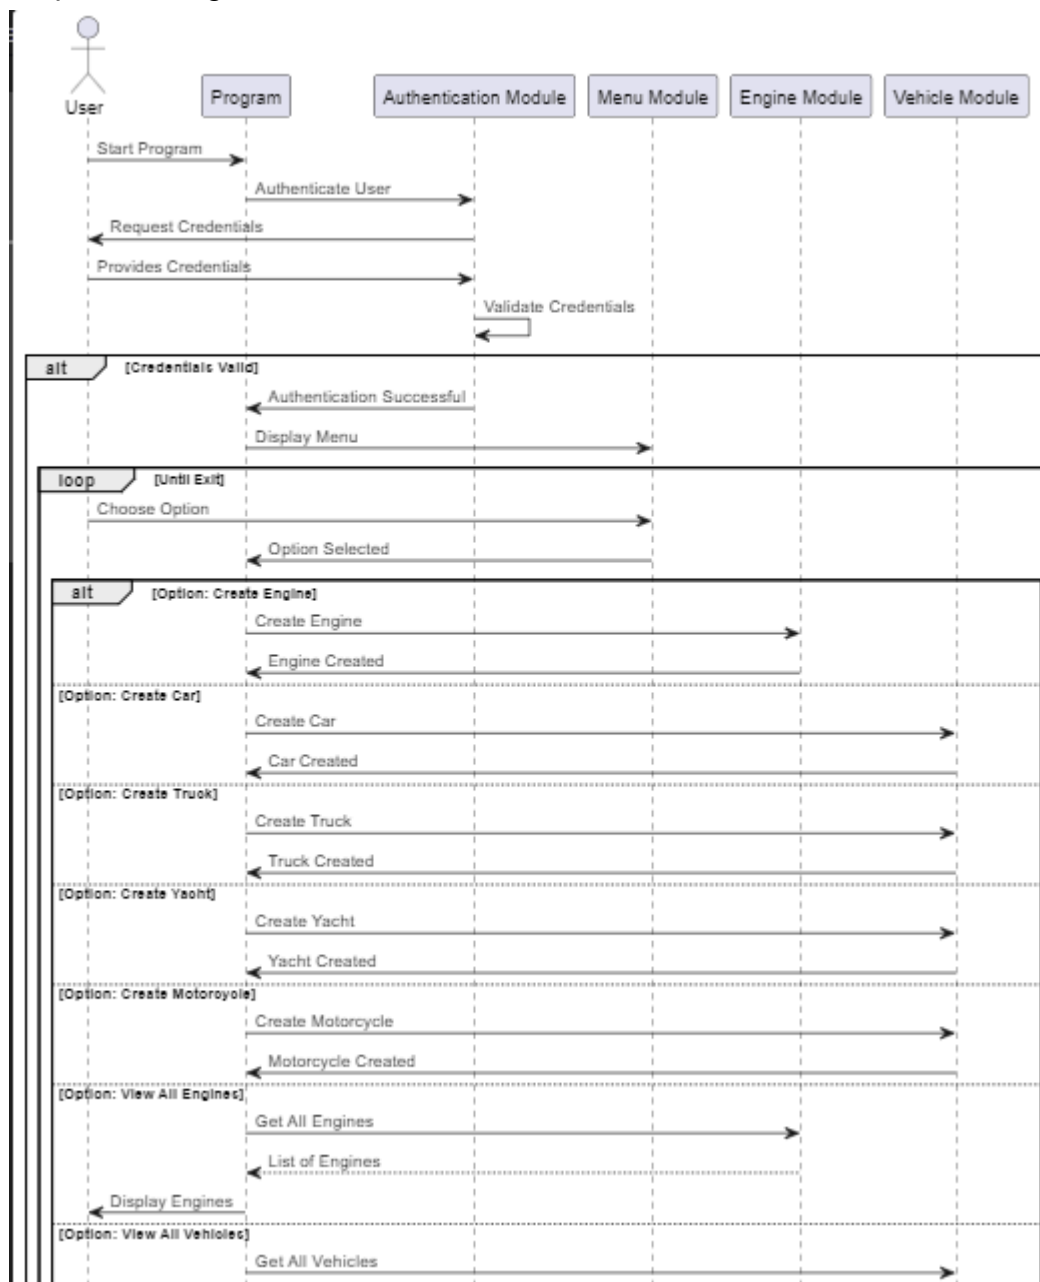 User
Program
Authentication Module
Menu Module
Engine Module
Vehicle Module
Start Program
Authenticate User
Request Credentials
Provides Credentials
Validate Credentials
alt [Credentials Valid]
Authentication Successful
Display Menu
loop [Until Exit]
Choose Option
Option Selected
alt [Option: Create Engine]
Create Engine
Engine Created
[Option: Create Car]
Create Car
Car Created
[Option: Create Truck]
Create Truck
Truck Created
[Option: Create Yacht]
Create Yacht
Yacht Created
[Option: Create Motorcycle]
Create Motorcycle
Motorcycle Created
[Option: View All Engines]
Get All Engines
List of Engines
Display Engines
[Option: View All Vehicles]
Get All Vehicles